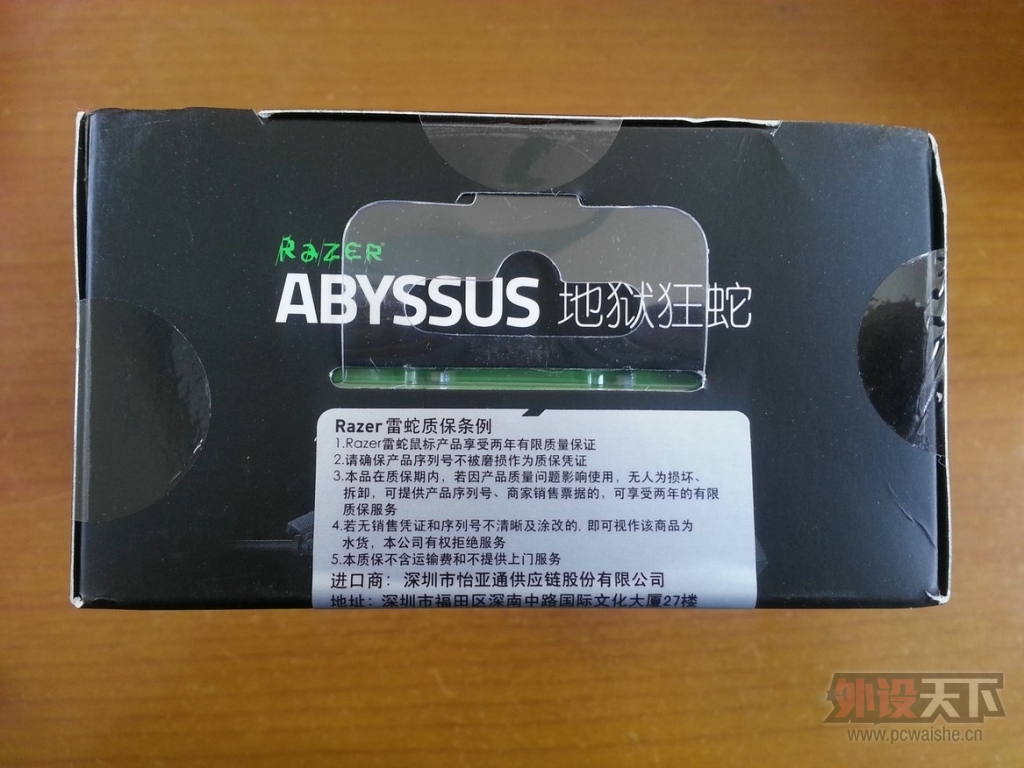 RAZER
ABYSSUS 地狱狂蛇
Razer 雷蛇质保条例
1.Razer雷蛇鼠标产品享受两年有限质量保证
2.请确保产品序列号不被磨损作为质保凭证
3.本品在质保期内，若因产品质量问题影响使用，无人为损坏、
拆卸，可提供产品序列号、商家销售票据的，可享受两年的有限
质保服务
4.若无销售凭证和序列号不清晰及涂改的，即可视作该商品为
水货，本公司有权拒绝服务
5.本质保不含运输费和不提供上门服务
进口商：深圳市怡亚通供应链股份有限公司
地址：深圳市福田区深南中路国际文化大厦27楼
外设天下
www.pcwaishe.cn